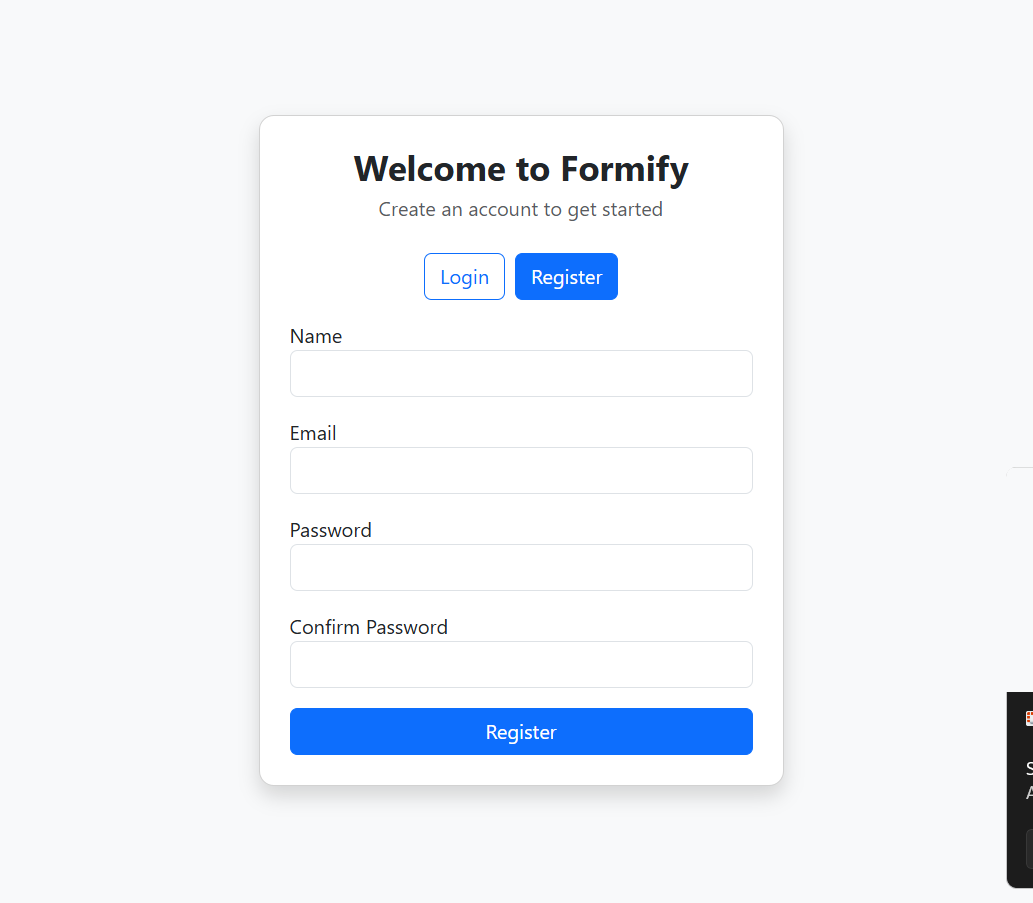 Welcome to Formify
Create an account to get started
Login Register
Name
Email
Password
Confirm Password
Register